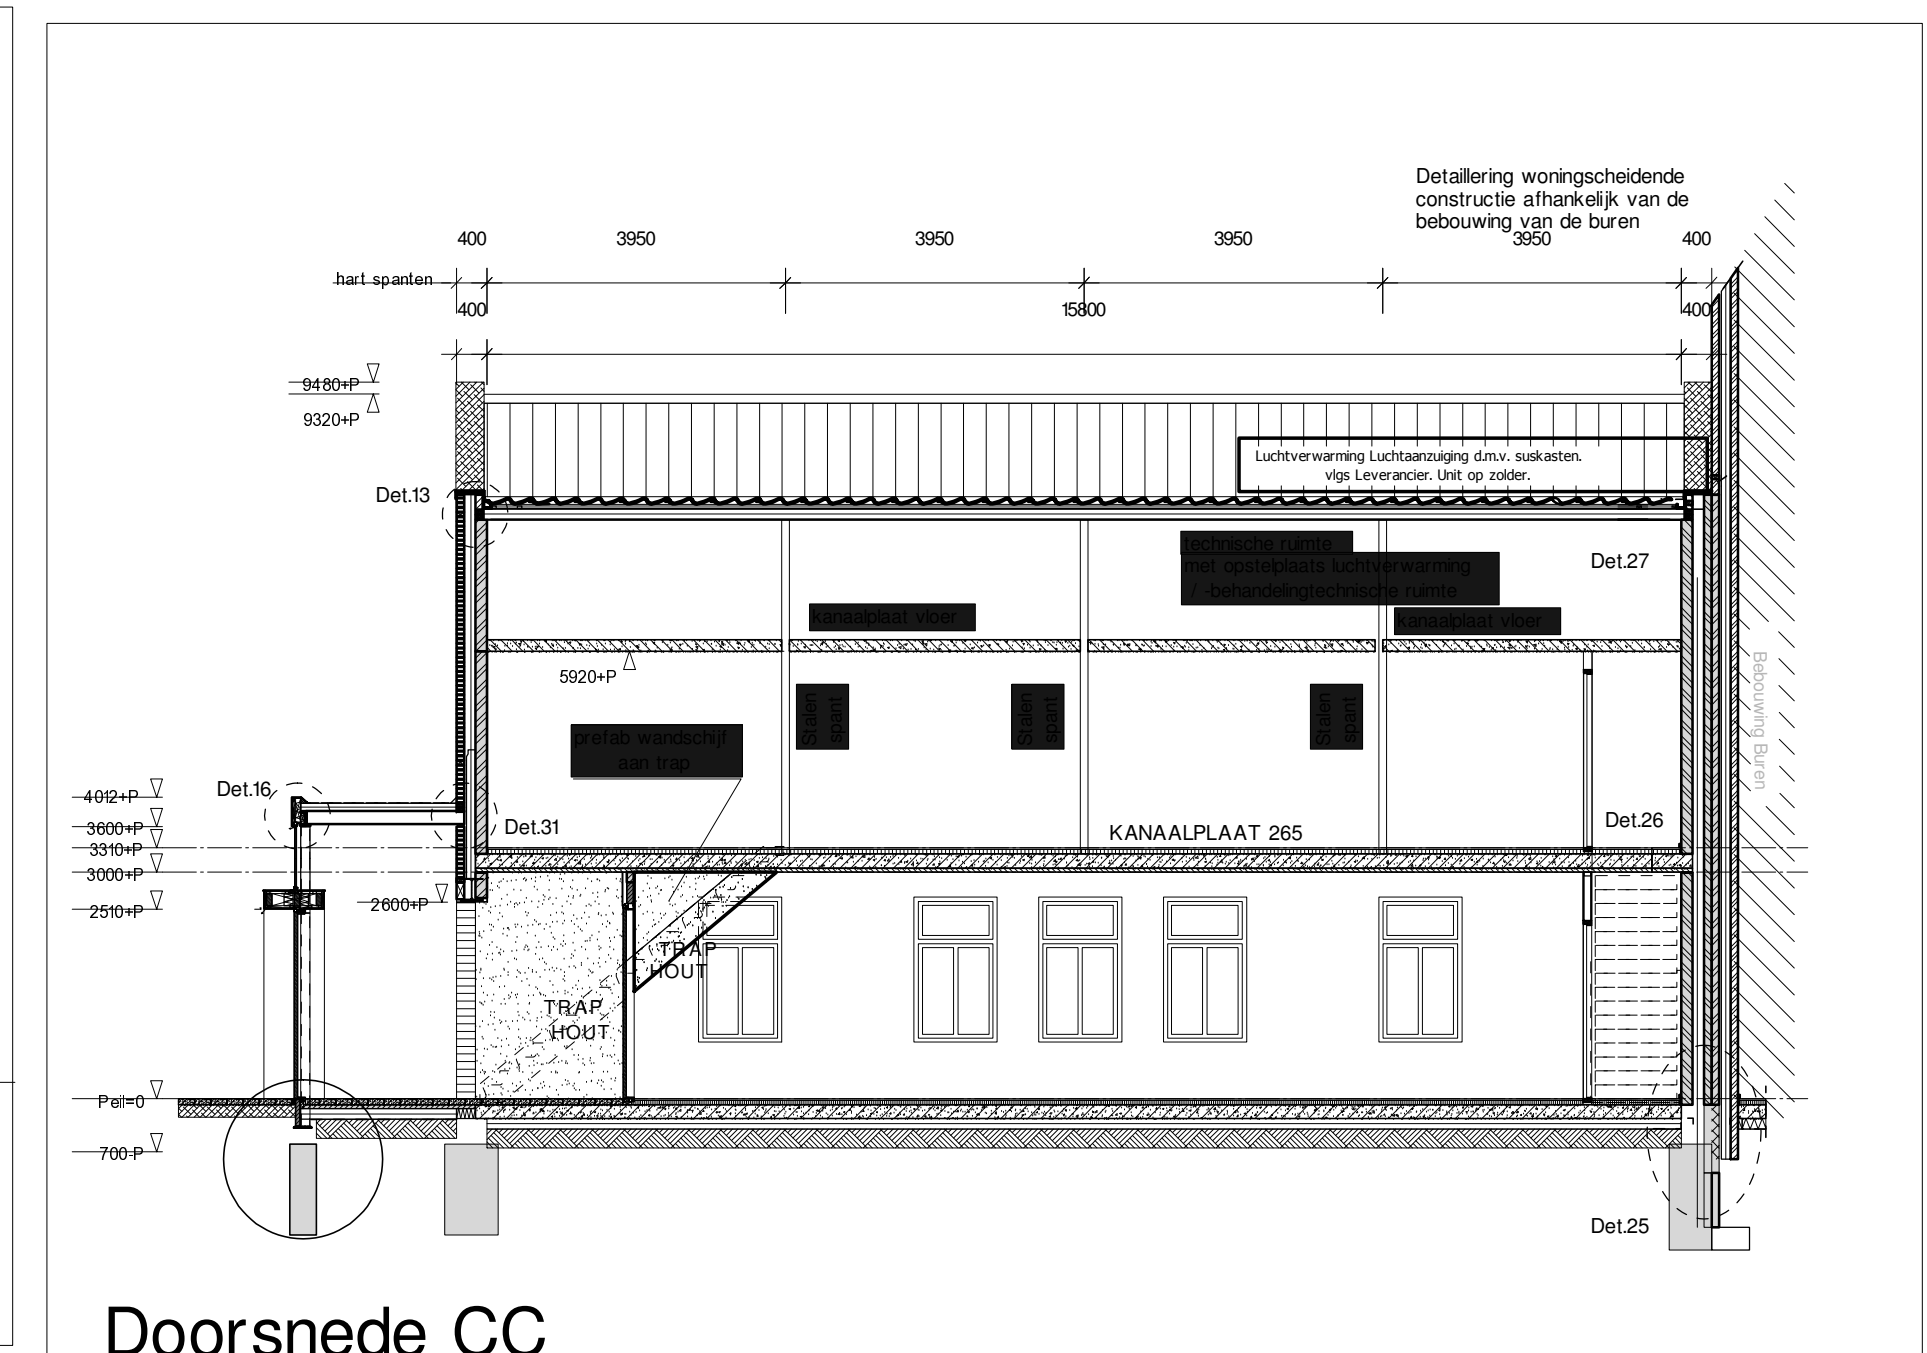 Detaillering woningscheidende
constructie afhankelijk van de
bebouwing van de buren
400 3950 3950 3950 3950 400
hart spanten
400 15800 400
9480+P
9320+P
Luchtverwarming Luchtaanzuiging d.m.v. suskasten.
vlgs Leverancier. Unit op zolder.
Det.13
technische ruimte
met opstelplaats luchtverwarming
/ -behandelingtechnische ruimte
Det.27
kanaalplaat vloer
kanaalplaat vloer
5920+P
Stalen
spant
Stalen
spant
Stalen
spant
Bebouwing Buren
prefab wandschijf
aan trap
Det.16
4012+P
3600+P
3310+P
3000+P
2510+P
2600+P
Det.31
KANAALPLAAT 265
Det.26
TRAP
HOUT
TRAP
HOUT
Peil=0
700-P
Det.25
Doorsnede CC